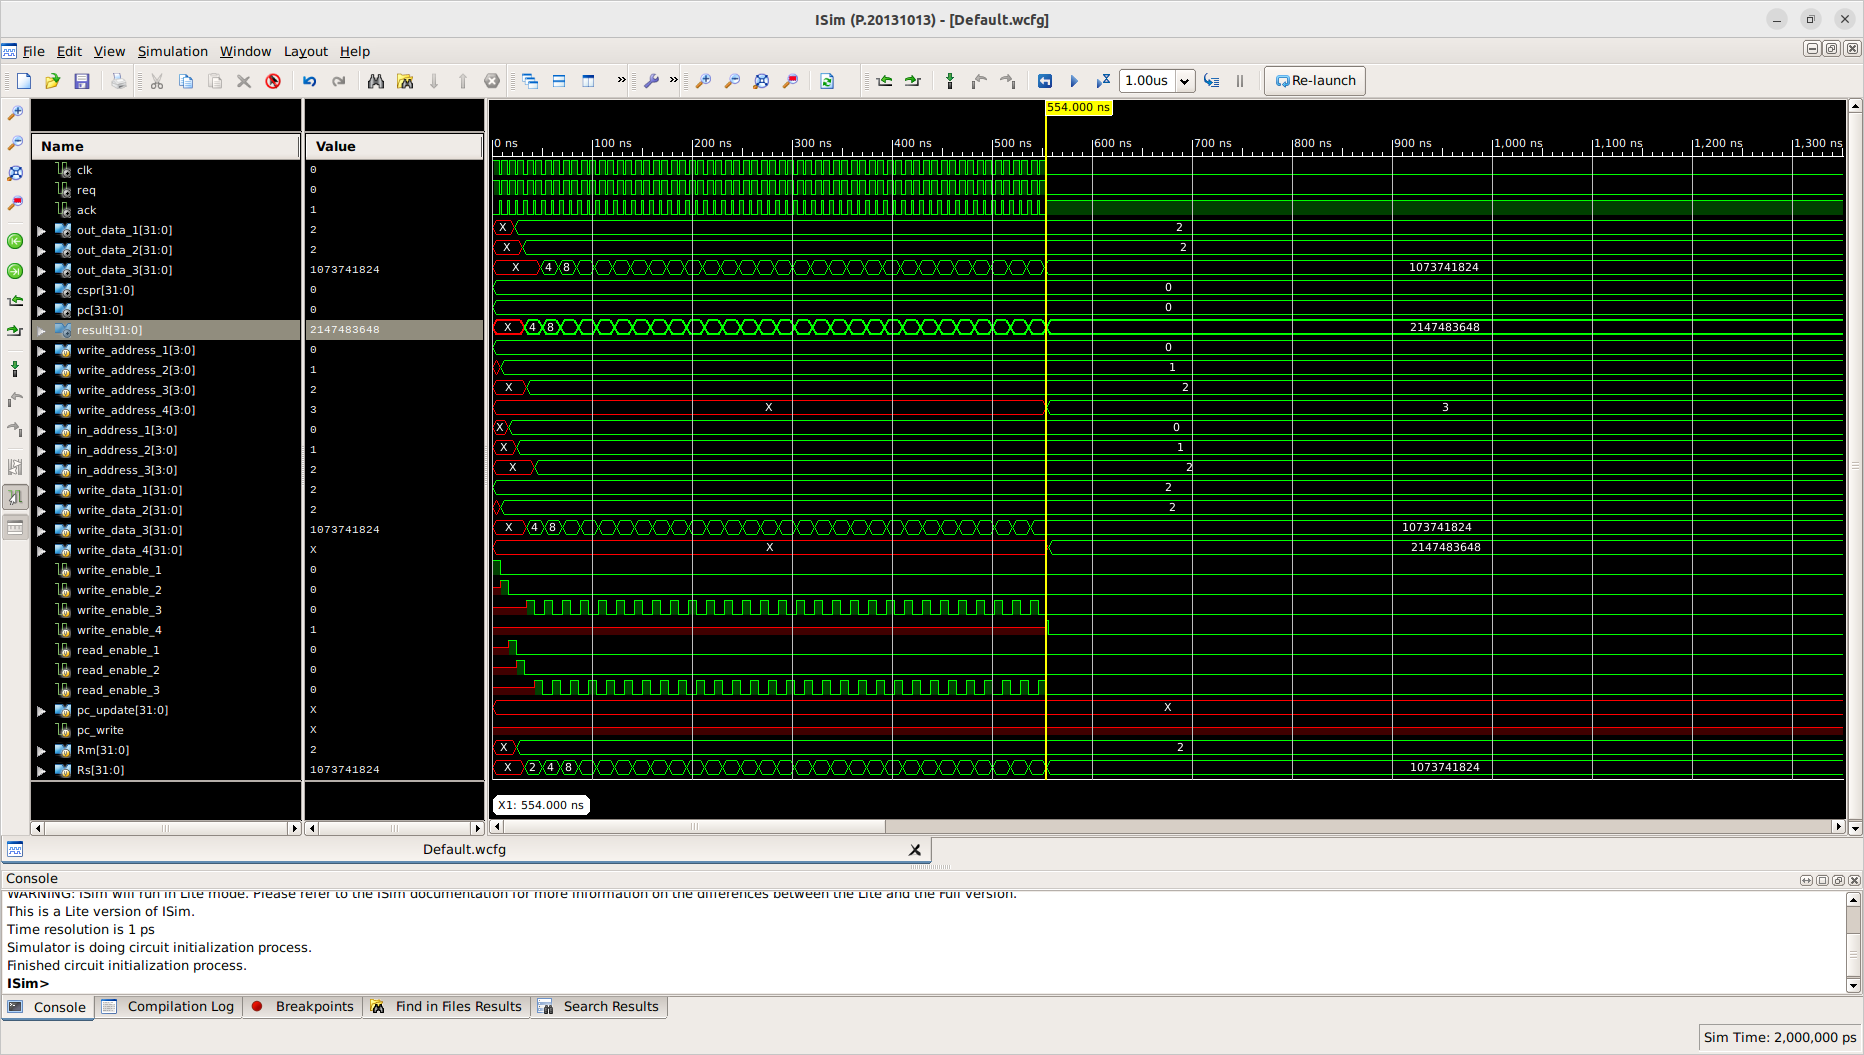 ISim (P.20131013) - [Default.wcfg]
File Edit View Simulation Window Layout Help
» » 1.00us Re-launch
554.000 ns
Name Value
0 ns 100 ns 200 ns 300 ns 400 ns 500 ns 600 ns 700 ns 800 ns 900 ns 1,000 ns 1,100 ns 1,200 ns 1,300 ns
clk 0
req 0
ack 1
out_data_1[31:0] 2 X 2
out_data_2[31:0] 2 X 2
out_data_3[31:0] 1073741824 X 4 8 1073741824
cspr[31:0] 0 0
pc[31:0] 0 0
result[31:0] 2147483648 X 4 8 2147483648
write_address_1[3:0] 0 0
write_address_2[3:0] 1 1
write_address_3[3:0] 2 X 2
write_address_4[3:0] 3 X 3
in_address_1[3:0] 0 X 0
in_address_2[3:0] 1 X 1
in_address_3[3:0] 2 X 2
write_data_1[31:0] 2 2
write_data_2[31:0] 2 2
write_data_3[31:0] 1073741824 X 4 8 1073741824
write_data_4[31:0] X X 2147483648
write_enable_1 0
write_enable_2 0
write_enable_3 0
write_enable_4 1
read_enable_1 0
read_enable_2 0
read_enable_3 0
pc_update[31:0] X X
pc_write X
Rm[31:0] 2 X 2
Rs[31:0] 1073741824 X 2 4 8 1073741824
X1: 554.000 ns
Default.wcfg
Console
WARNING: ISim will run in Lite mode. Please refer to the ISim documentation for more information on the differences between the Lite and the Full version.
This is a Lite version of ISim.
Time resolution is 1 ps
Simulator is doing circuit initialization process.
Finished circuit initialization process.
ISim>
Console Compilation Log Breakpoints Find in Files Results Search Results
Sim Time: 2,000,000 ps